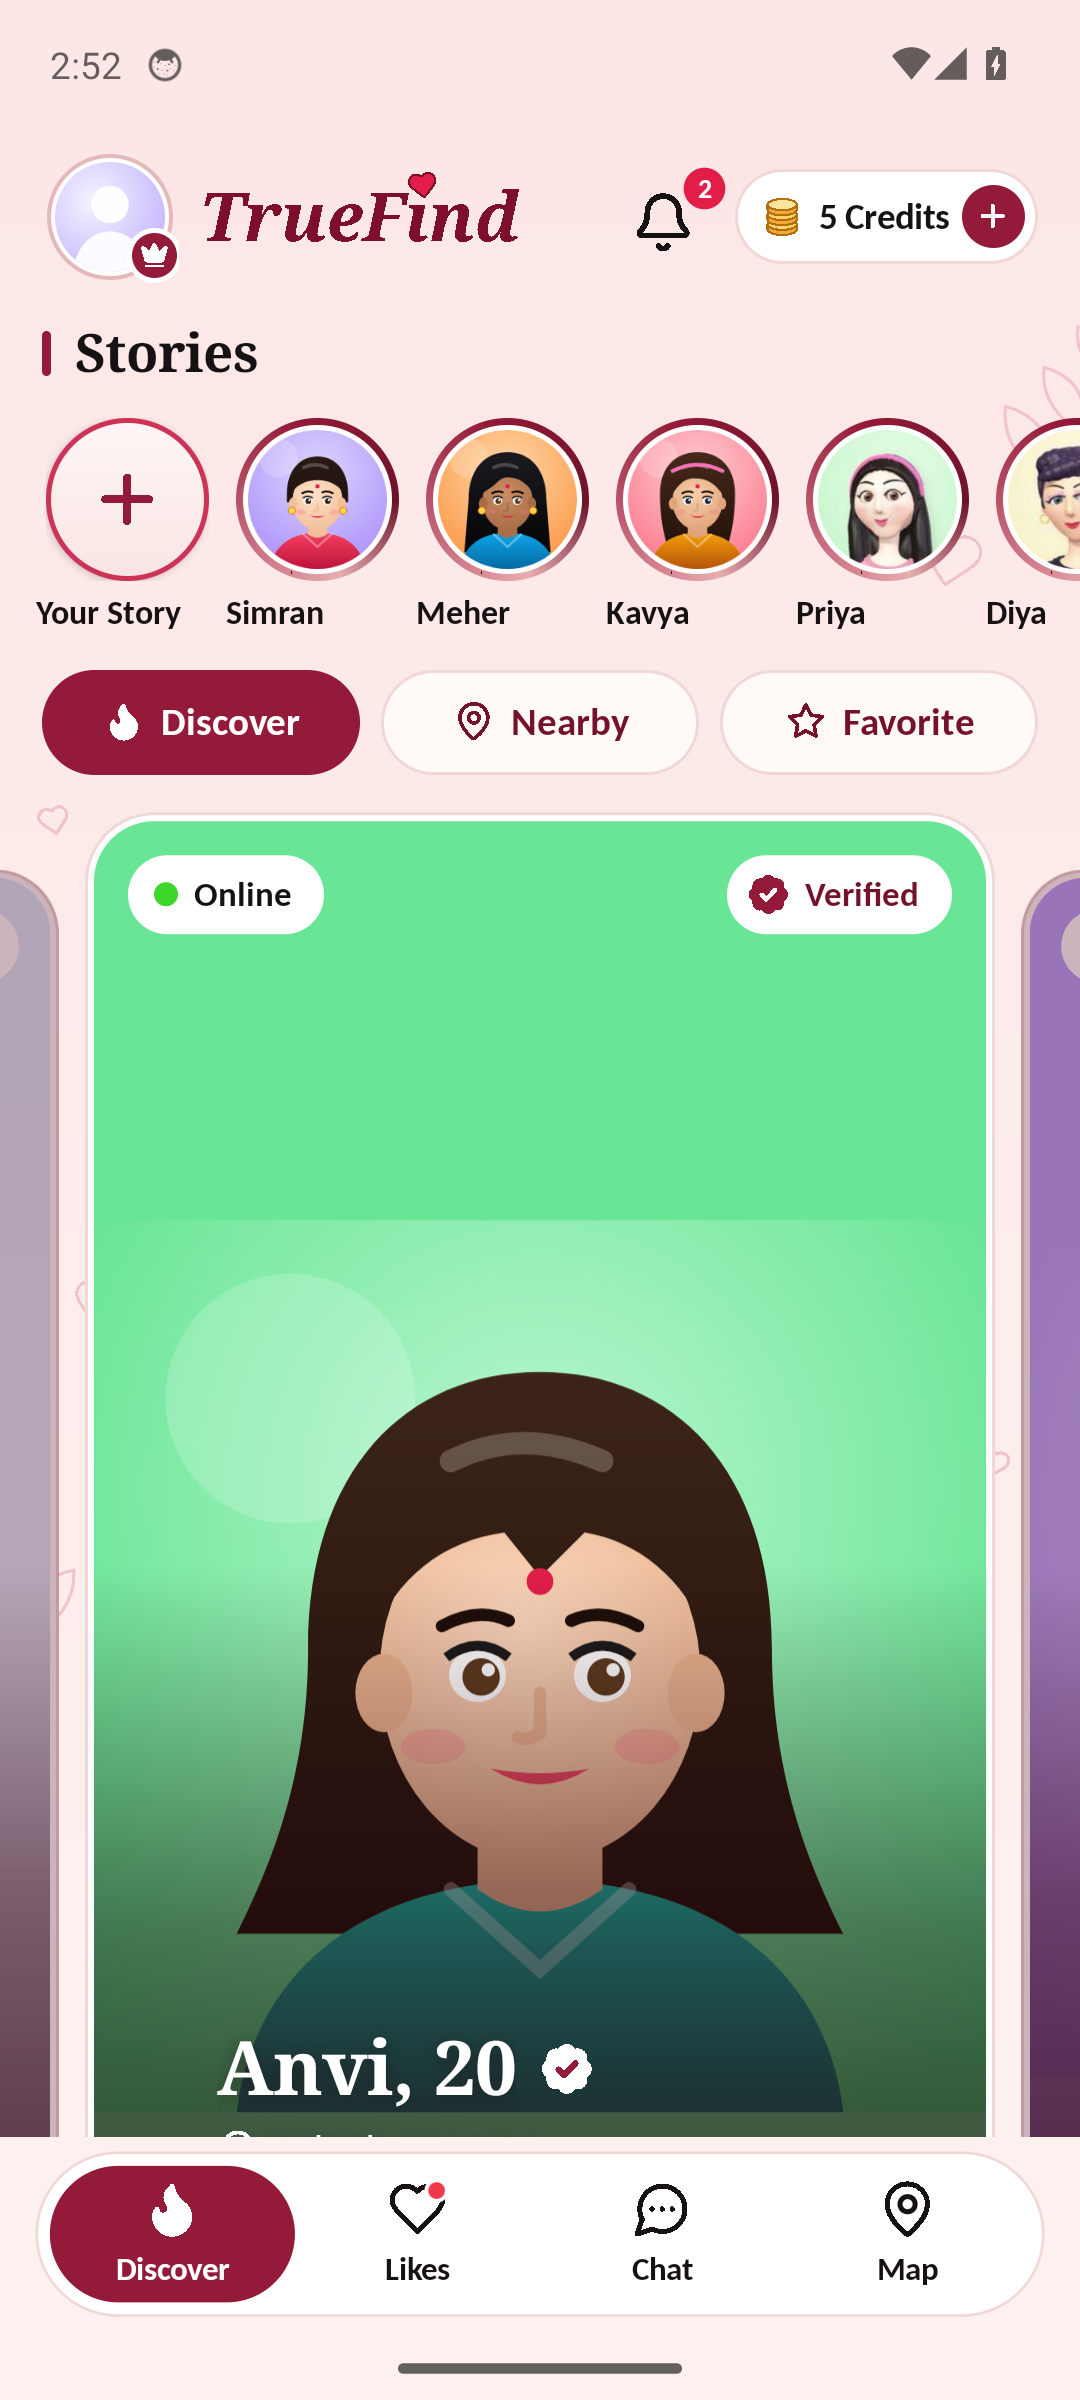 2:52
TrueFind
2
5 Credits
Stories
Your Story
Simran
Meher
Kavya
Priya
Diya
Discover
Nearby
Favorite
Online
Verified
Anvi, 20
Discover
Likes
Chat
Map